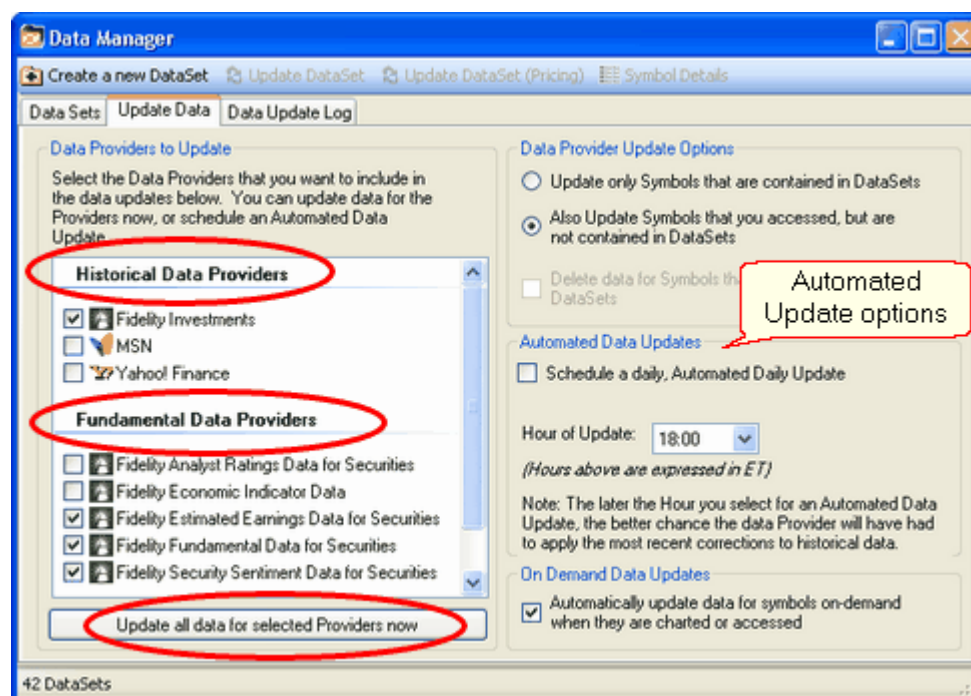 Data Manager
Create a new DataSet Update DataSet Update DataSet (Pricing) Symbol Details
Data Sets Update Data Data Update Log
Data Providers to Update
Select the Data Providers that you want to include in
the data updates below. You can update data for the
Providers now, or schedule an Automated Data
Update.
Historical Data Providers
Fidelity Investments
MSN
Yahoo! Finance
Fundamental Data Providers
Fidelity Analyst Ratings Data for Securities
Fidelity Economic Indicator Data
Fidelity Estimated Earnings Data for Securities
Fidelity Fundamental Data for Securities
Fidelity Security Sentiment Data for Securities
Update all data for selected Providers now
Data Provider Update Options
Update only Symbols that are contained in DataSets
Also Update Symbols that you accessed, but are
not contained in DataSets
Delete data for Symbols
DataSets
Automated
Update options
Automated Data Updates
Schedule a daily, Automated Daily Update
Hour of Update: 18:00
(Hours above are expressed in ET)
Note: The later the Hour you select for an Automated Data
Update, the better chance the data Provider will have had
to apply the most recent corrections to historical data.
On Demand Data Updates
Automatically update data for symbols on-demand
when they are charted or accessed
42 DataSets